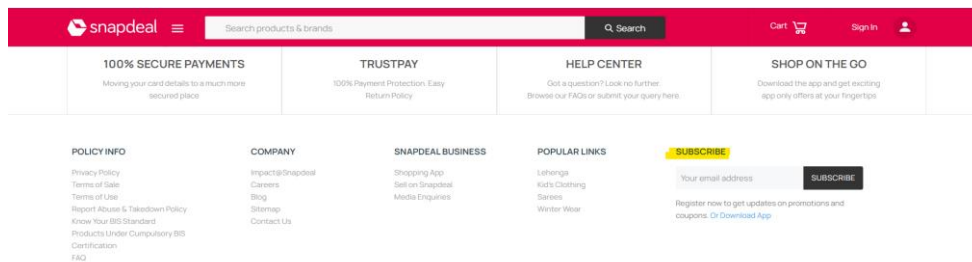 snapdeal
Search products & brands
Search
Cart
Sign In
100% SECURE PAYMENTS
Moving your card details to a much more
secured place
TRUSTPAY
100% Payment Protection. Easy
Return Policy
HELP CENTER
Got a question? Look no further.
Browse our FAQs or submit your query here.
SHOP ON THE GO
Download the app and get exciting
app only offers at your fingertips
POLICY INFO
Privacy Policy
Terms of Sale
Terms of Use
Report Abuse & Takedown Policy
Know Your BIS Standard
Products Under Cumpulsory BIS
Certification
FAQ
COMPANY
Impact@Snapdeal
Careers
Blog
Sitemap
Contact Us
SNAPDEAL BUSINESS
Shopping App
Sell on Snapdeal
Media Enquiries
POPULAR LINKS
Lehenga
Kid's Clothing
Sarees
Winter Wear
SUBSCRIBE
Your email address
SUBSCRIBE
Register now to get updates on promotions and
coupons. Or Download App